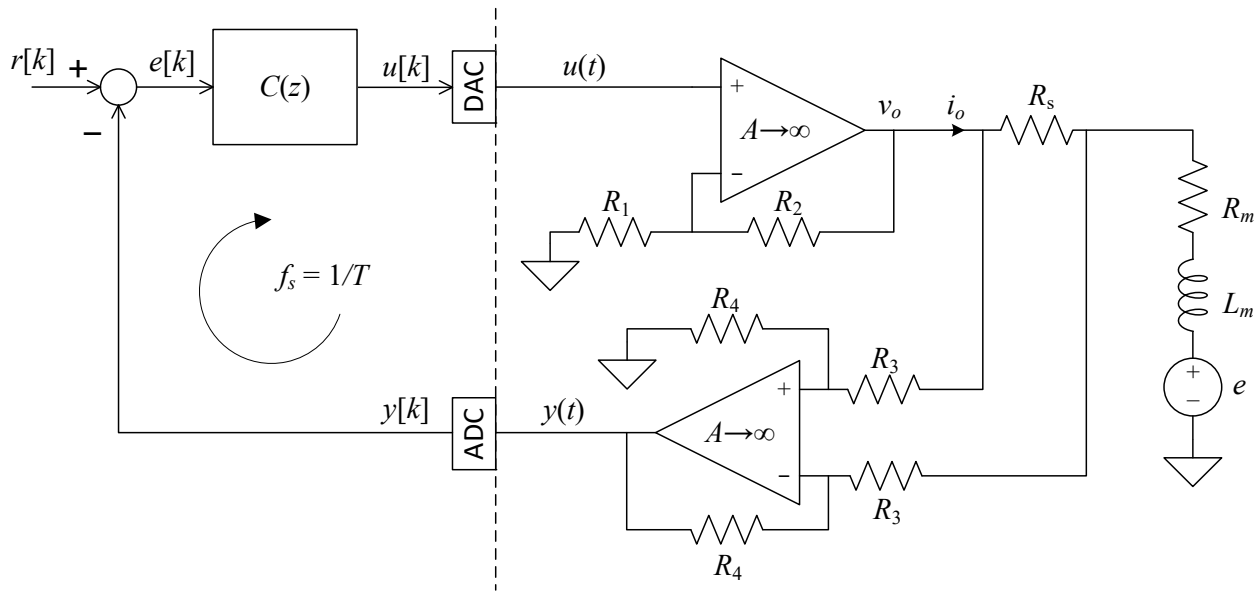 r[k]
+
−
e[k]
C(z)
u[k]
DAC
u(t)
+
−
A→∞
v_o
i_o
R_s
R_1
R_2
R_m
L_m
+
−
e
f_s = 1/T
R_4
R_3
+
−
A→∞
y(t)
ADC
y[k]
R_3
R_4